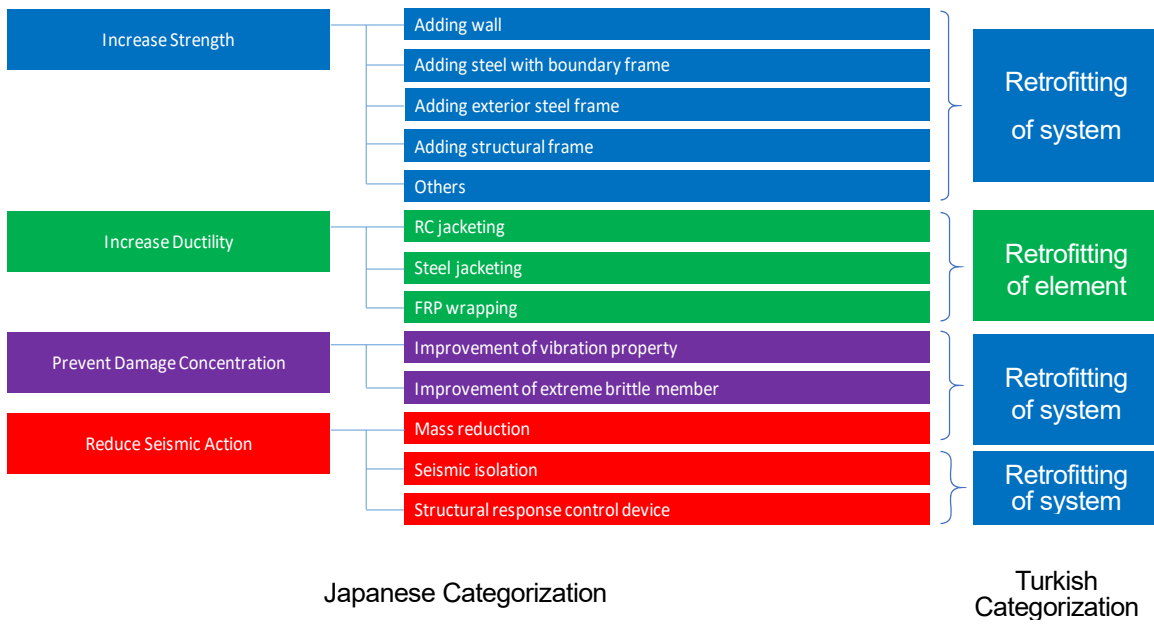 Increase Strength
Adding wall
Adding steel with boundary frame
Adding exterior steel frame
Adding structural frame
Others
Retrofitting
of system
Increase Ductility
RC jacketing
Steel jacketing
FRP wrapping
Retrofitting
of element
Prevent Damage Concentration
Improvement of vibration property
Improvement of extreme brittle member
Reduce Seismic Action
Mass reduction
Retrofitting
of system
Seismic isolation
Structural response control device
Retrofitting
of system
Japanese Categorization
Turkish
Categorization